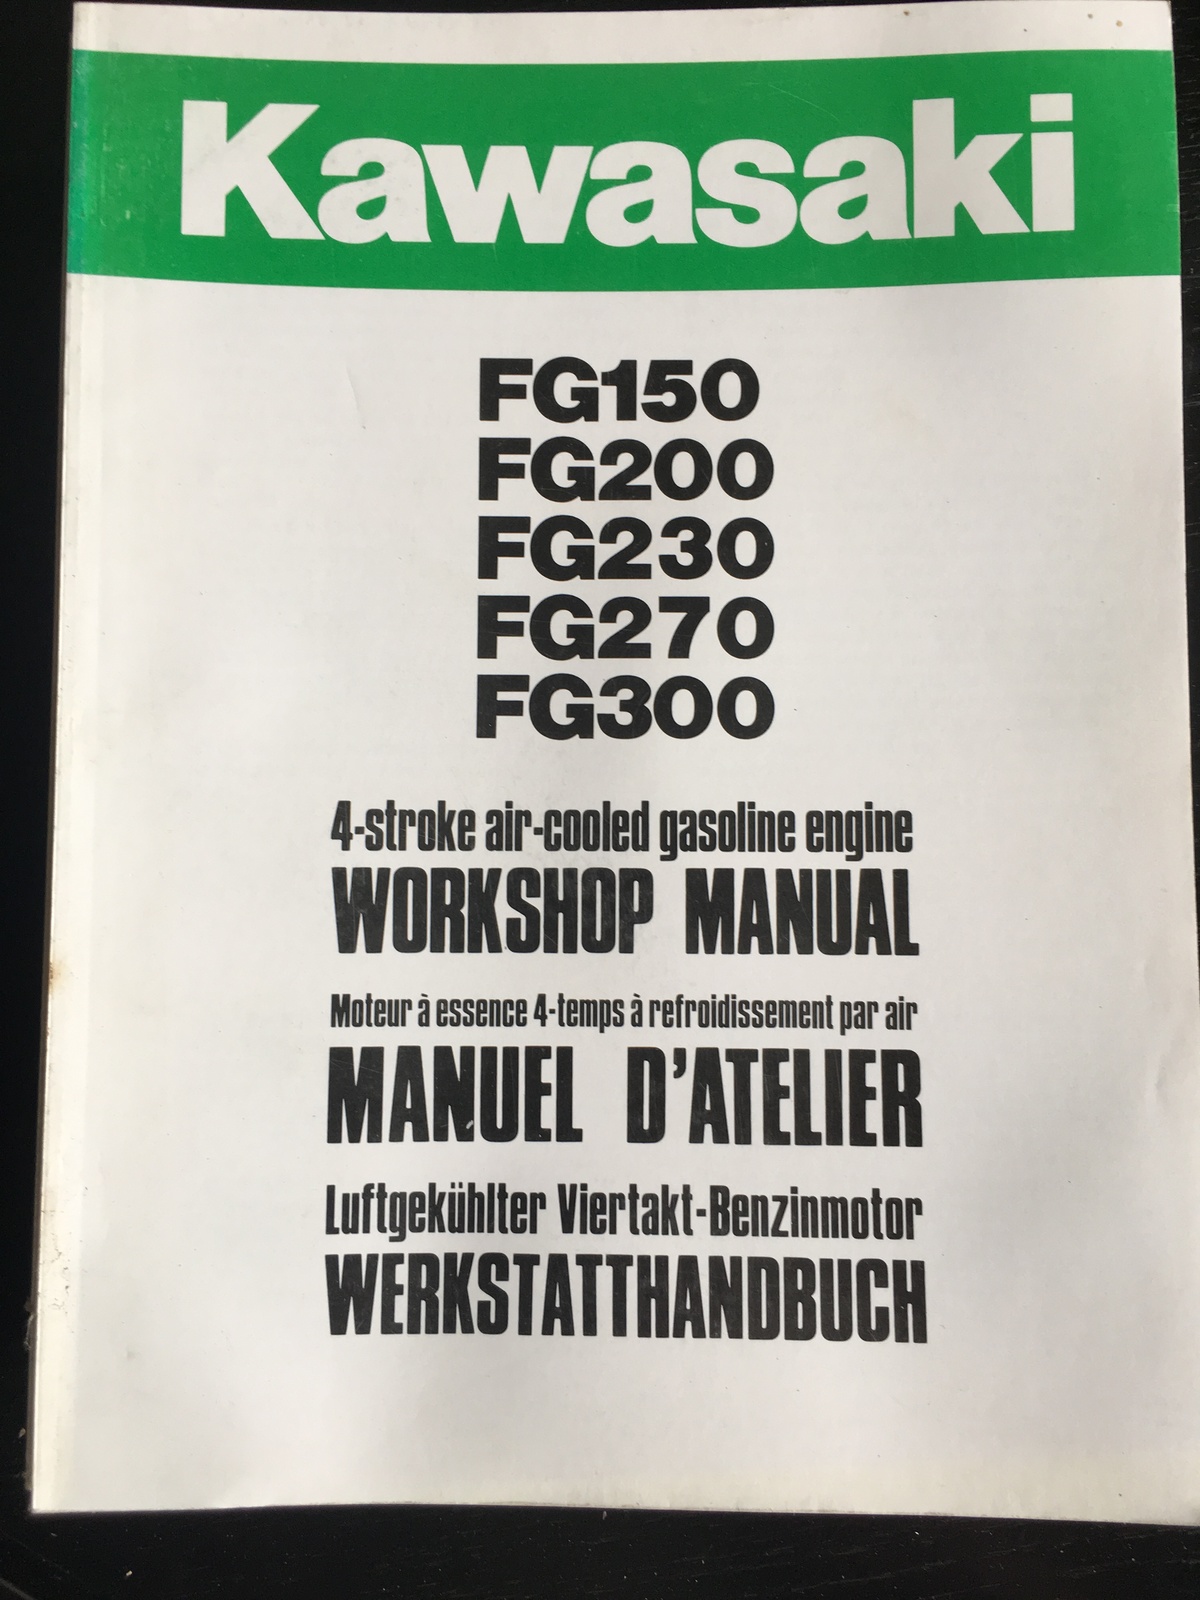 Kawasaki
FG150
FG200
FG230
FG270
FG300
4-stroke air-cooled gasoline engine
WORKSHOP MANUAL
Moteur à essence 4-temps à refroidissement par air
MANUEL D'ATELIER
Luftgekühlter Viertakt-Benzinmotor
WERKSTATTHANDBUCH